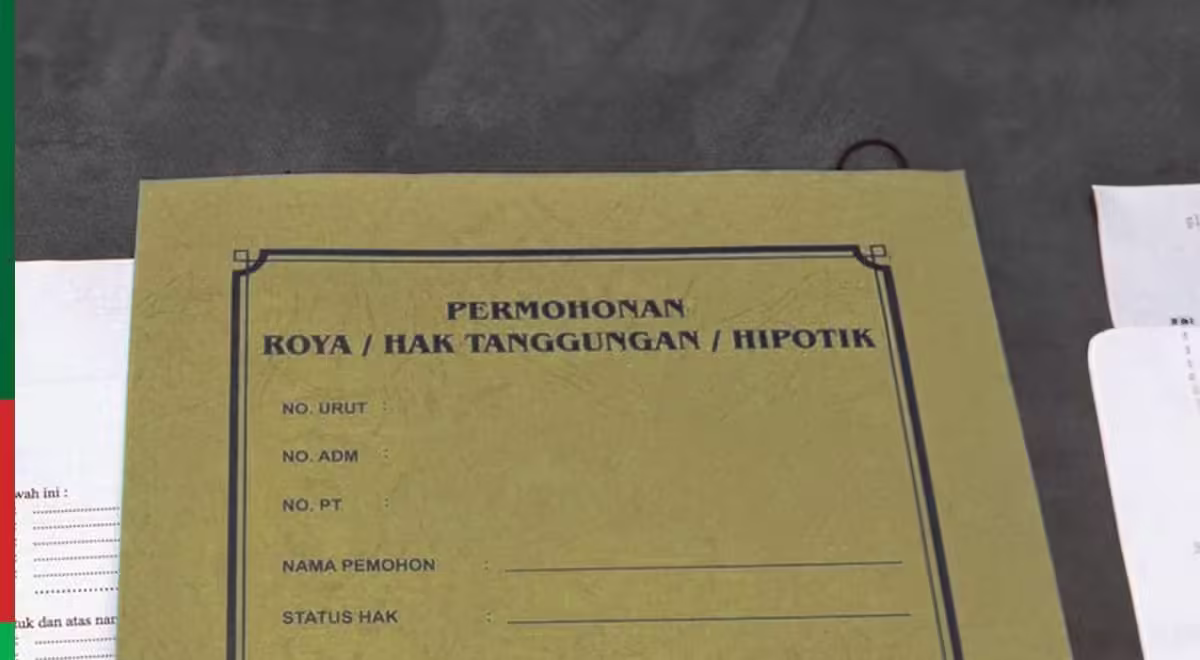 PERMOHONAN
ROYA / HAK TANGGUNGAN / HIPOTIK
NO. URUT :
NO. ADM :
NO. PT :
NAMA PEMOHON :
STATUS HAK :
wah ini :
tuk dan atas nar